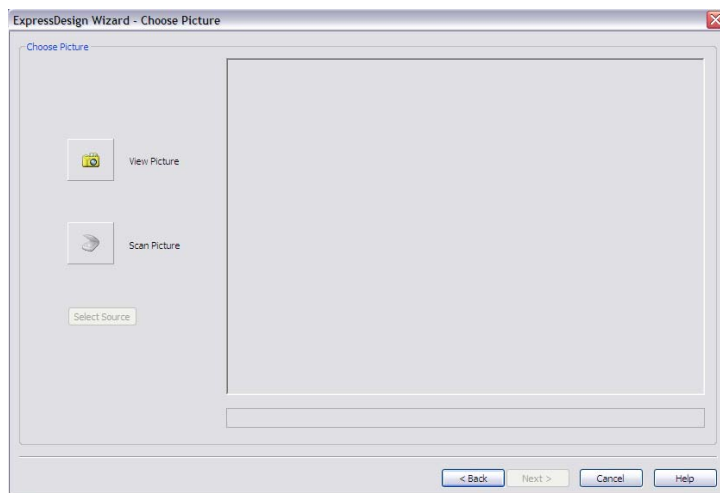 ExpressDesign Wizard - Choose Picture
Choose Picture
View Picture
Scan Picture
Select Source
< Back Next > Cancel Help